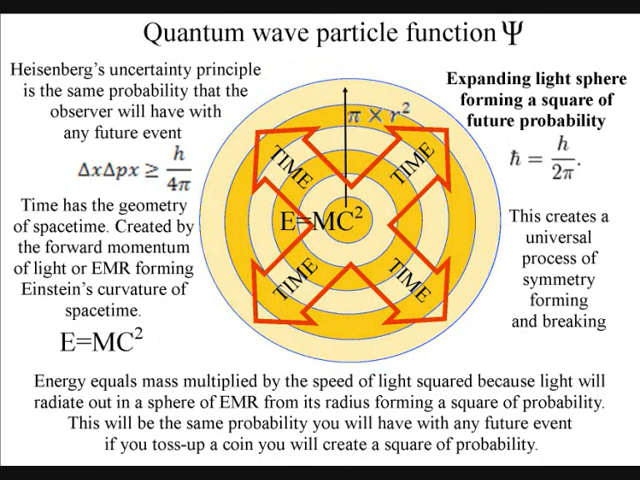 Quantum wave particle function Ψ
Heisenberg's uncertainty principle
is the same probability that the
observer will have with
any future event
ΔxΔpx ≥ h/4π
Time has the geometry
of spacetime. Created by
the forward momentum
of light or EMR forming
Einstein's curvature of
spacetime.
E=MC²
π × r²
TIME
TIME
E=MC²
TIME
TIME
Expanding light sphere
forming a square of
future probability
ħ = h/2π.
This creates a
universal
process of
symmetry
forming
and breaking
Energy equals mass multiplied by the speed of light squared because light will
radiate out in a sphere of EMR from its radius forming a square of probability.
This will be the same probability you will have with any future event
if you toss-up a coin you will create a square of probability.